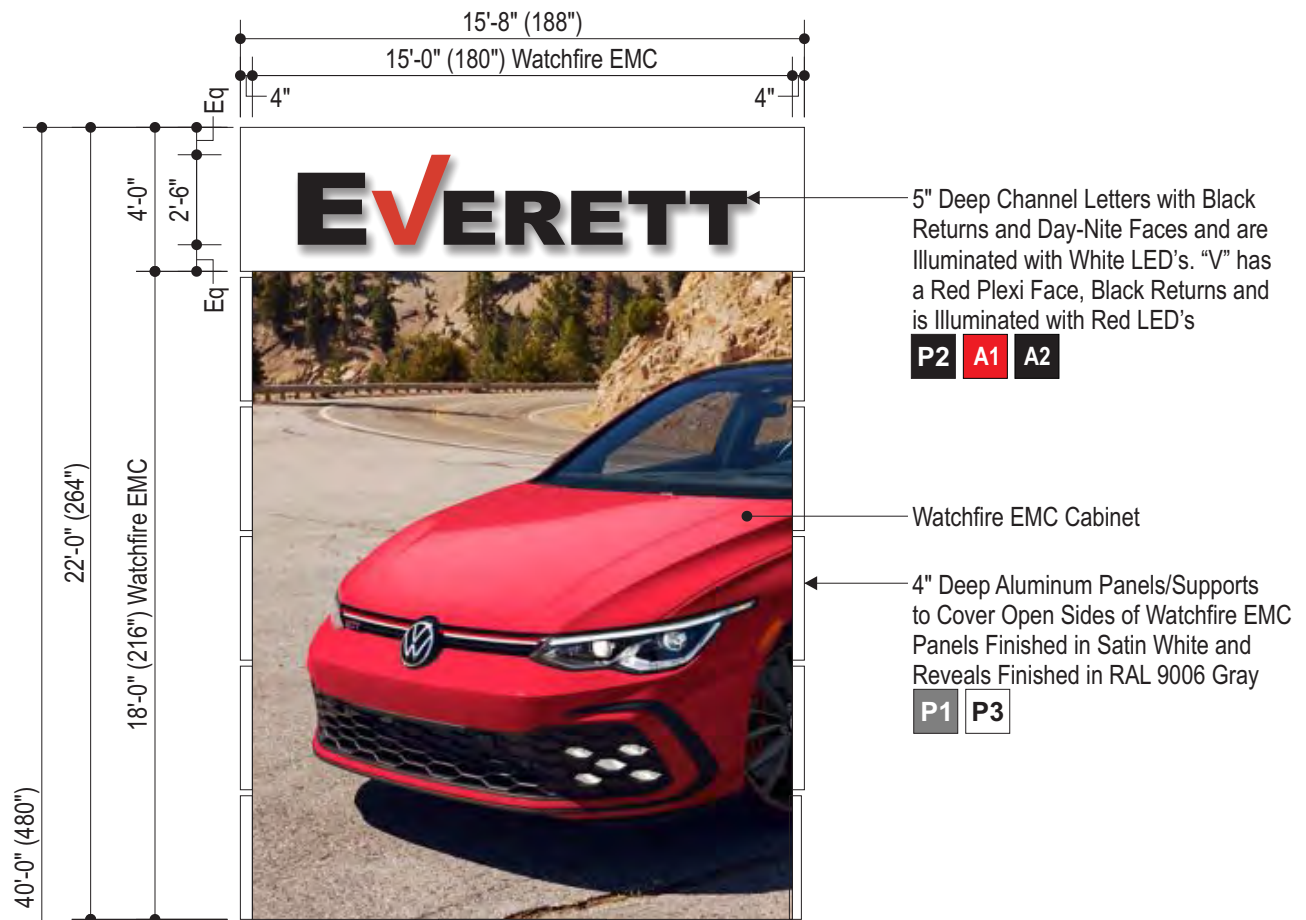 15'-8" (188")
15'-0" (180") Watchfire EMC
4"
4"
Eq
4'-0"
2'-6"
Eq
EVERETT
5" Deep Channel Letters with Black
Returns and Day-Nite Faces and are
Illuminated with White LED's. “V” has
a Red Plexi Face, Black Returns and
is Illuminated with Red LED's
P2 A1 A2
22'-0" (264")
18'-0" (216") Watchfire EMC
40'-0" (480")
Watchfire EMC Cabinet
4" Deep Aluminum Panels/Supports
to Cover Open Sides of Watchfire EMC
Panels Finished in Satin White and
Reveals Finished in RAL 9006 Gray
P1 P3